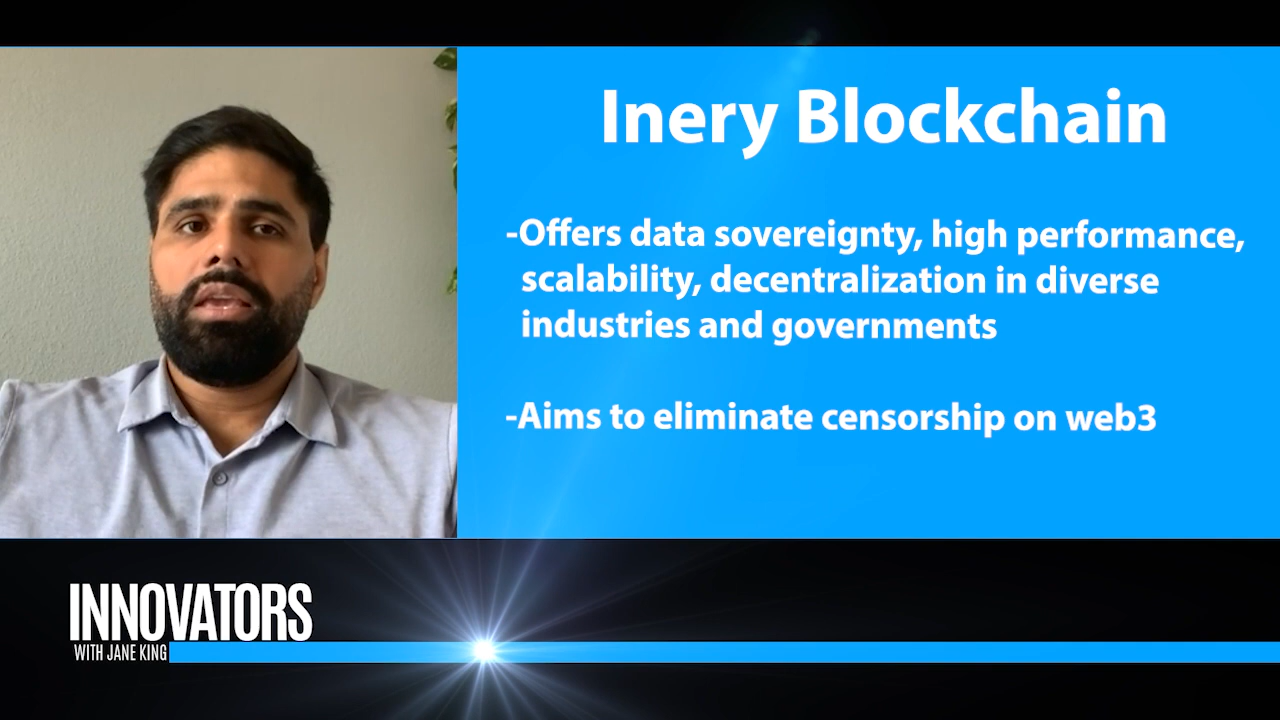 Inery Blockchain
-Offers data sovereignty, high performance,
scalability, decentralization in diverse
industries and governments
-Aims to eliminate censorship on web3
INNOVATORS
WITH JANE KING